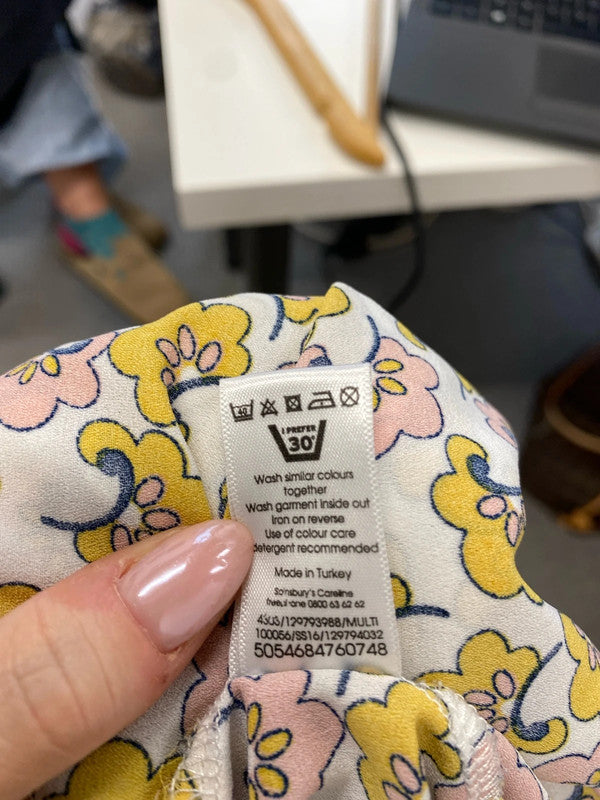 40
I PREFER
30°
Wash similar colours
together
Wash garment inside out
Iron on reverse
Use of colour care
detergent recommended
Made in Turkey
Sainsbury's Careline
Freephone 0800 63 62 62
4303/129793988/MULTI
100056/SS16/129794032
5054684760748